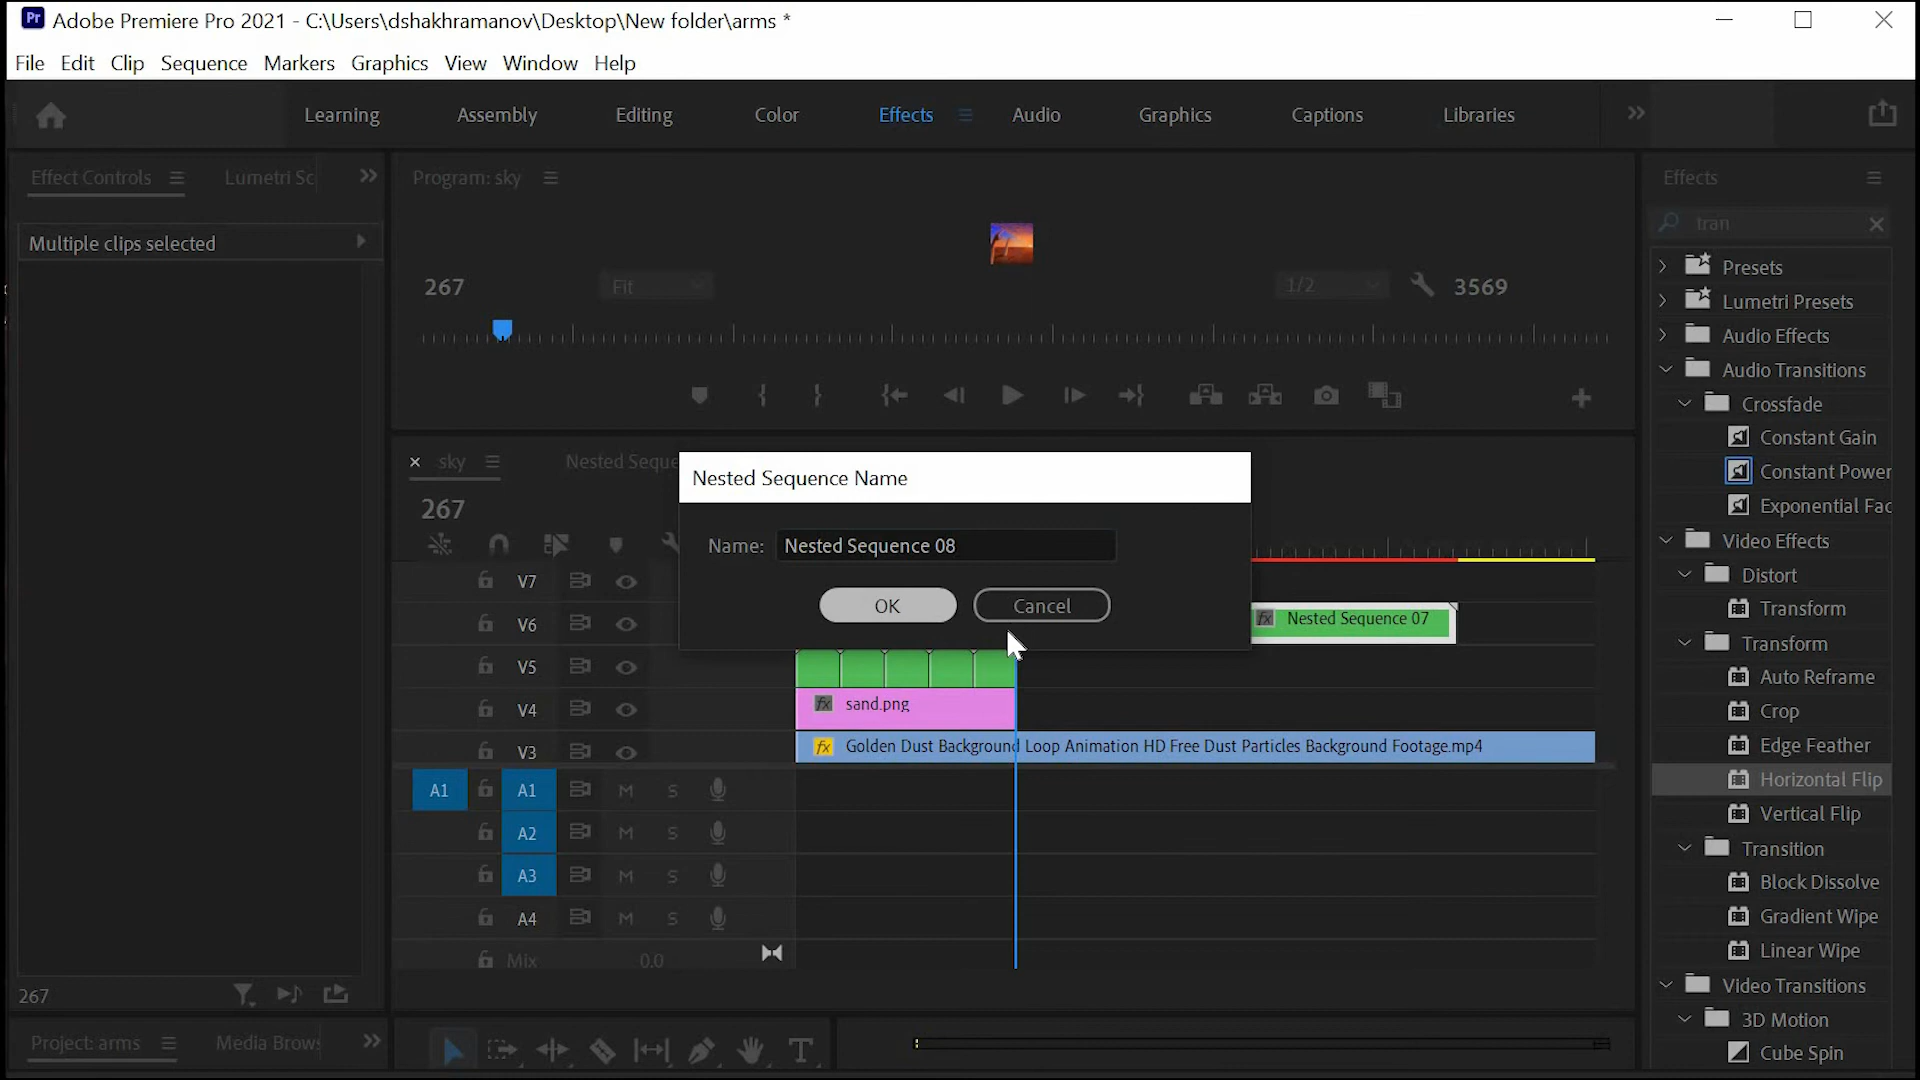 Pr Adobe Premiere Pro 2021 - C:\Users\dshakhramanov\Desktop\New folder\arms *
File Edit Clip Sequence Markers Graphics View Window Help
Learning Assembly Editing Color Effects Audio Graphics Captions Libraries
Effect Controls Lumetri Sc
Program: sky
Effects
Multiple clips selected
tran
267 Fit 1/2 3569
Presets
Lumetri Presets
Audio Effects
Audio Transitions
Crossfade
Constant Gain
Constant Power
Exponential Fac
Video Effects
Distort
Transform
Transform
Auto Reframe
Crop
Edge Feather
Horizontal Flip
Vertical Flip
Transition
Block Dissolve
Gradient Wipe
Linear Wipe
Video Transitions
3D Motion
Cube Spin
sky Nested Seque
267
Nested Sequence Name
Name: Nested Sequence 08
OK Cancel
V7
V6 fx Nested Sequence 07
V5
V4 fx sand.png
V3 fx Golden Dust Background Loop Animation HD Free Dust Particles Background Footage.mp4
A1 A1 M S
A2 M S
A3 M S
A4 M S
Mix 0.0
267
Project: arms Media Brows